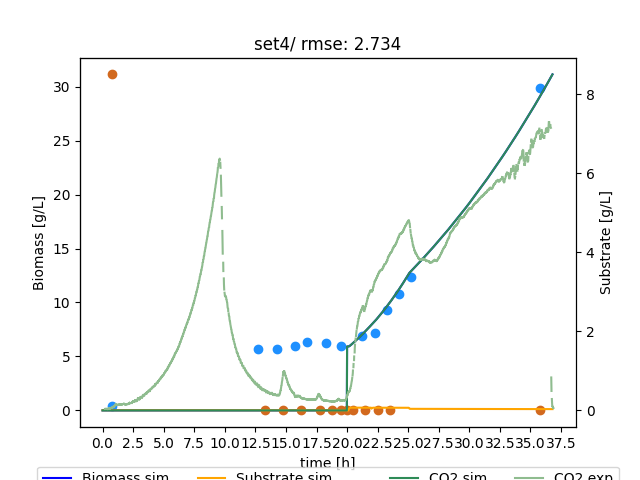 set4/ rmse: 2.734
30
25
20
15
10
5
0
Biomass [g/L]
8
6
4
2
0
Substrate [g/L]
0.0 2.5 5.0 7.5 10.0 12.5 15.0 17.5 20.0 22.5 25.0 27.5 30.0 32.5 35.0 37.5
time [h]
Biomass sim Substrate sim CO2 sim CO2 exp